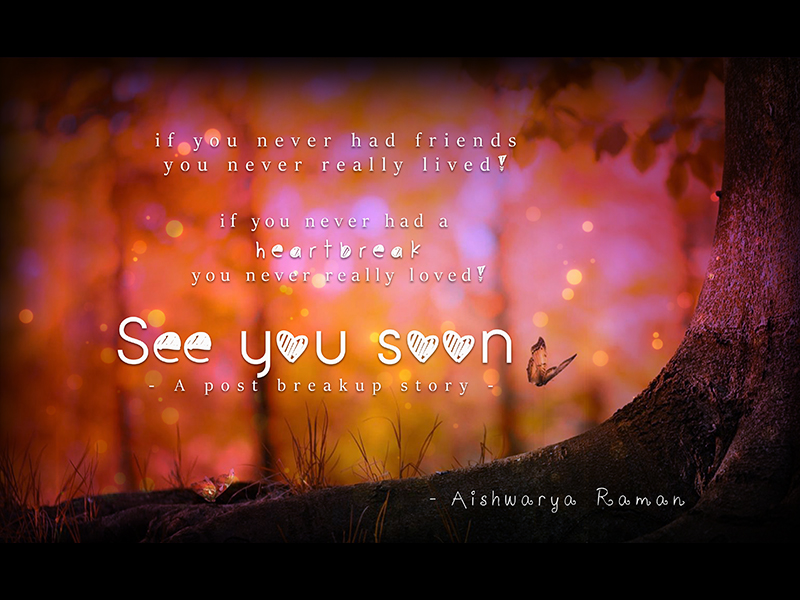 if you never had friends
you never really lived!
if you never had a
heartbreak
you never really loved!
See you soon
- A post breakup story -
- Aishwarya Raman